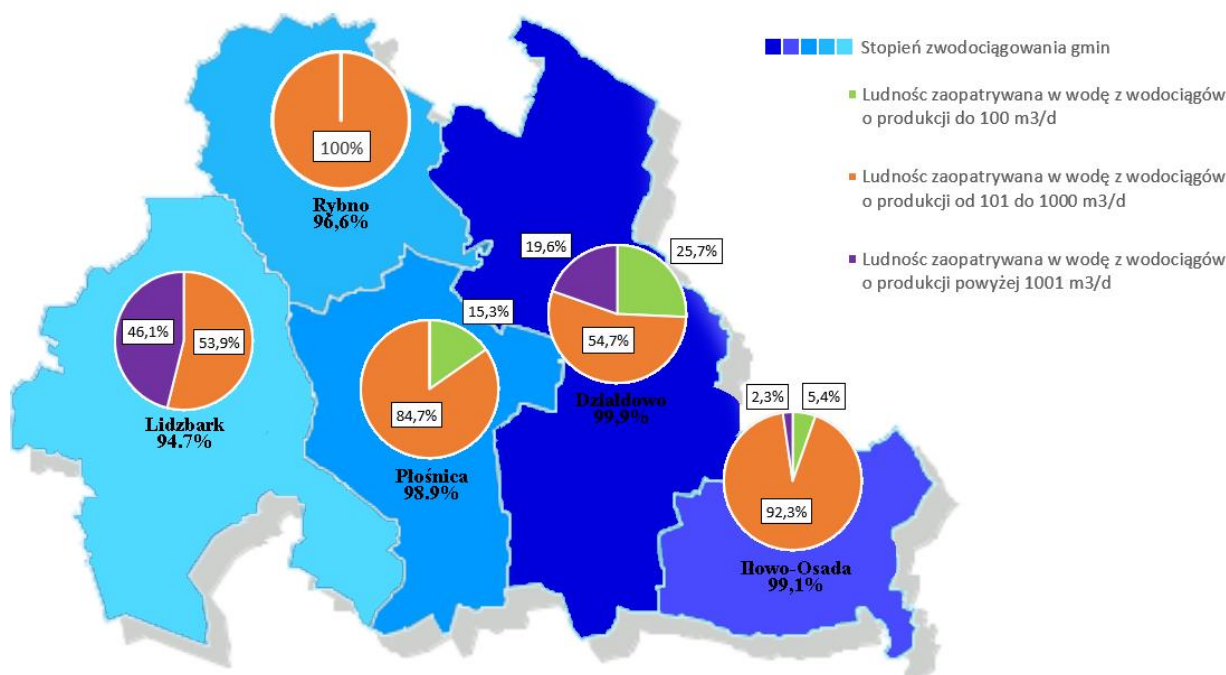 Stopień zwodociągowania gmin
Ludnośc zaopatrywana w wodę z wodociągów
o produkcji do 100 m3/d
Ludnośc zaopatrywana w wodę z wodociągów
o produkcji od 101 do 1000 m3/d
Ludnośc zaopatrywana w wodę z wodociągów
o produkcji powyżej 1001 m3/d
100%
Rybno
96,6%
19,6%
25,7%
54,7%
Działdowo
99,9%
46,1%
53,9%
Lidzbark
94.7%
15,3%
84,7%
Płośnica
98.9%
2,3%
5,4%
92,3%
Iłowo-Osada
99,1%